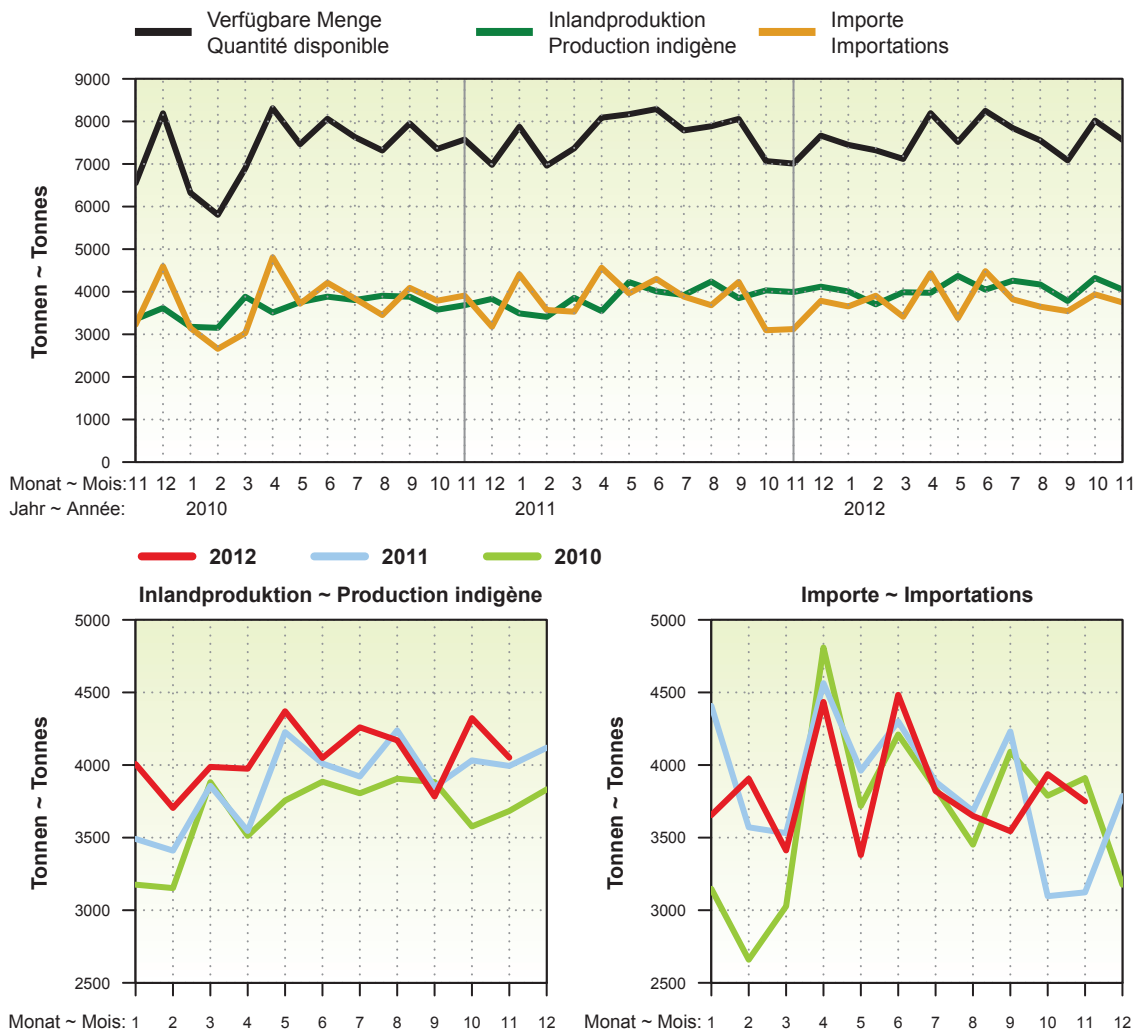 Verfügbare Menge
Quantité disponible
Inlandproduktion
Production indigène
Importe
Importations
Tonnen ~ Tonnes
9000
8000
7000
6000
5000
4000
3000
2000
1000
0
Monat ~ Mois: 11 12 1 2 3 4 5 6 7 8 9 10 11 12 1 2 3 4 5 6 7 8 9 10 11 12 1 2 3 4 5 6 7 8 9 10 11
Jahr ~ Année: 2010 2011 2012
2012 2011 2010
Inlandproduktion ~ Production indigène
Tonnen ~ Tonnes
5000
4500
4000
3500
3000
2500
Monat ~ Mois: 1 2 3 4 5 6 7 8 9 10 11 12
Importe ~ Importations
Tonnen ~ Tonnes
5000
4500
4000
3500
3000
2500
Monat ~ Mois: 1 2 3 4 5 6 7 8 9 10 11 12